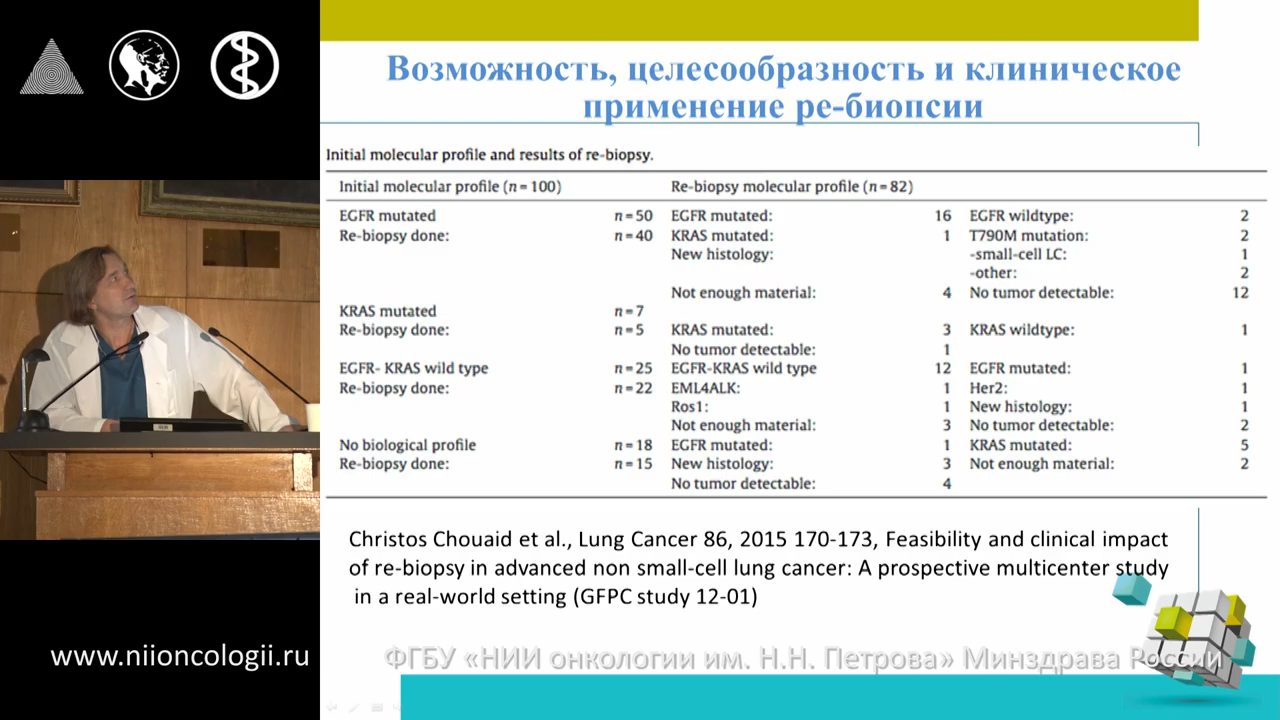 Возможность, целесообразность и клиническое
применение ре-биопсии
Initial molecular profile and results of re-biopsy.
Initial molecular profile (n = 100) Re-biopsy molecular profile (n = 82)
EGFR mutated n = 50 EGFR mutated: 16 EGFR wildtype: 2
Re-biopsy done: n = 40 KRAS mutated: 1 T790M mutation: 2
New histology: -small-cell LC: 1
-other: 2
Not enough material: 4 No tumor detectable: 12
KRAS mutated n = 7
Re-biopsy done: n = 5 KRAS mutated: 3 KRAS wildtype: 1
No tumor detectable: 1
EGFR- KRAS wild type n = 25 EGFR-KRAS wild type 12 EGFR mutated: 1
Re-biopsy done: n = 22 EML4ALK: 1 Her2: 1
Ros1: 1 New histology: 1
Not enough material: 3 No tumor detectable: 2
No biological profile n = 18 EGFR mutated: 1 KRAS mutated: 5
Re-biopsy done: n = 15 New histology: 3 Not enough material: 2
No tumor detectable: 4
Christos Chouaid et al., Lung Cancer 86, 2015 170-173, Feasibility and clinical impact
of re-biopsy in advanced non small-cell lung cancer: A prospective multicenter study
in a real-world setting (GFPC study 12-01)
www.niioncologii.ru
ФГБУ «НИИ онкологии им. Н.Н. Петрова» Минздрава России